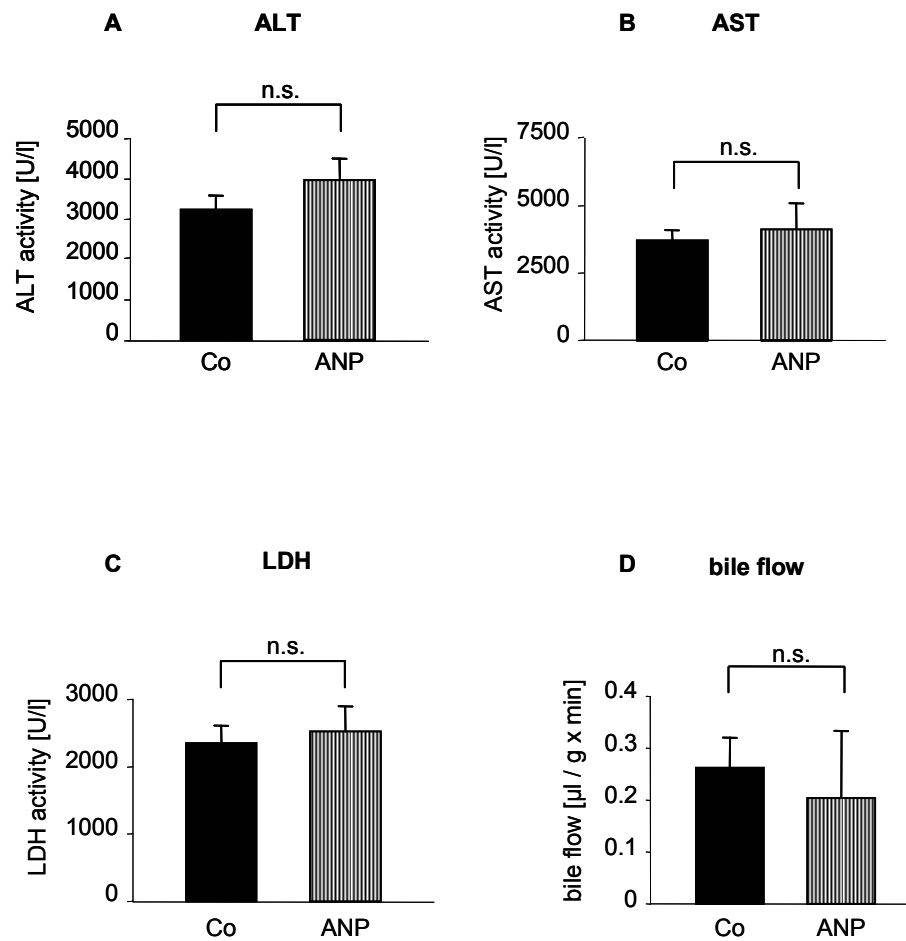 A ALT
n.s.
ALT activity [U/l]
5000
4000
3000
2000
1000
0
Co ANP
B AST
n.s.
AST activity [U/l]
7500
5000
2500
0
Co ANP
C LDH
n.s.
LDH activity [U/l]
3000
2000
1000
0
Co ANP
D bile flow
n.s.
bile flow [µl / g x min]
0.4
0.3
0.2
0.1
0
Co ANP